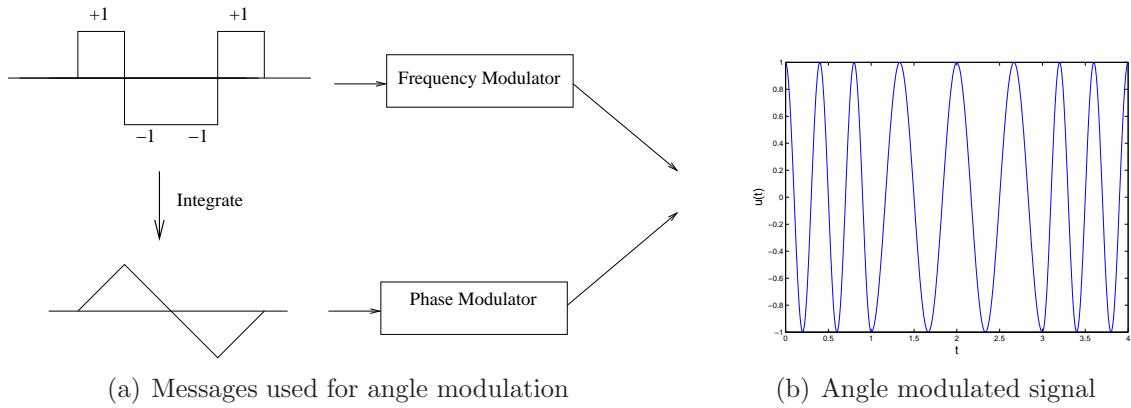 +1 +1
−1 −1
Integrate
Frequency Modulator
Phase Modulator
(a) Messages used for angle modulation
1
0.8
0.6
0.4
0.2
0
−0.2
−0.4
−0.6
−0.8
−1
u(t)
0 0.5 1 1.5 2 2.5 3 3.5 4
t
(b) Angle modulated signal